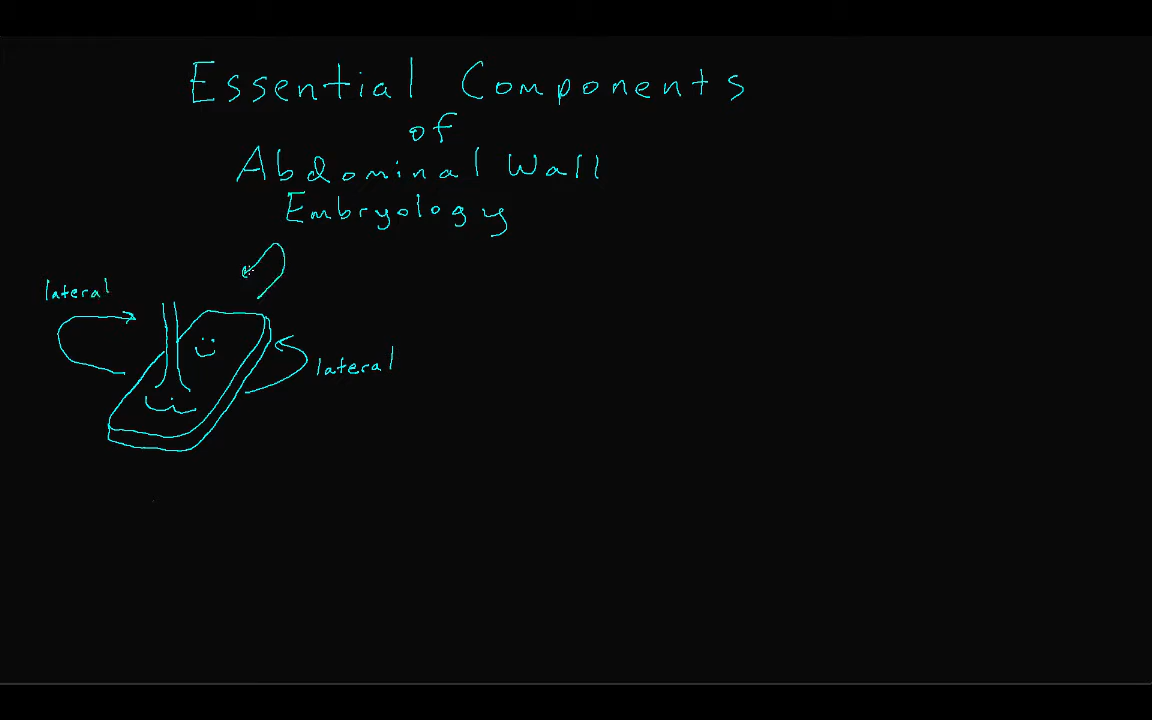 Essential Components
of
Abdominal Wall
Embryology
lateral
lateral